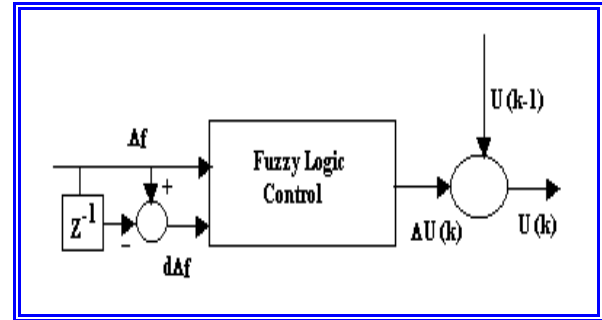 U(k-1)
Δf
Fuzzy Logic
Control
+
Z⁻¹
−
dΔf
ΔU(k)
U(k)